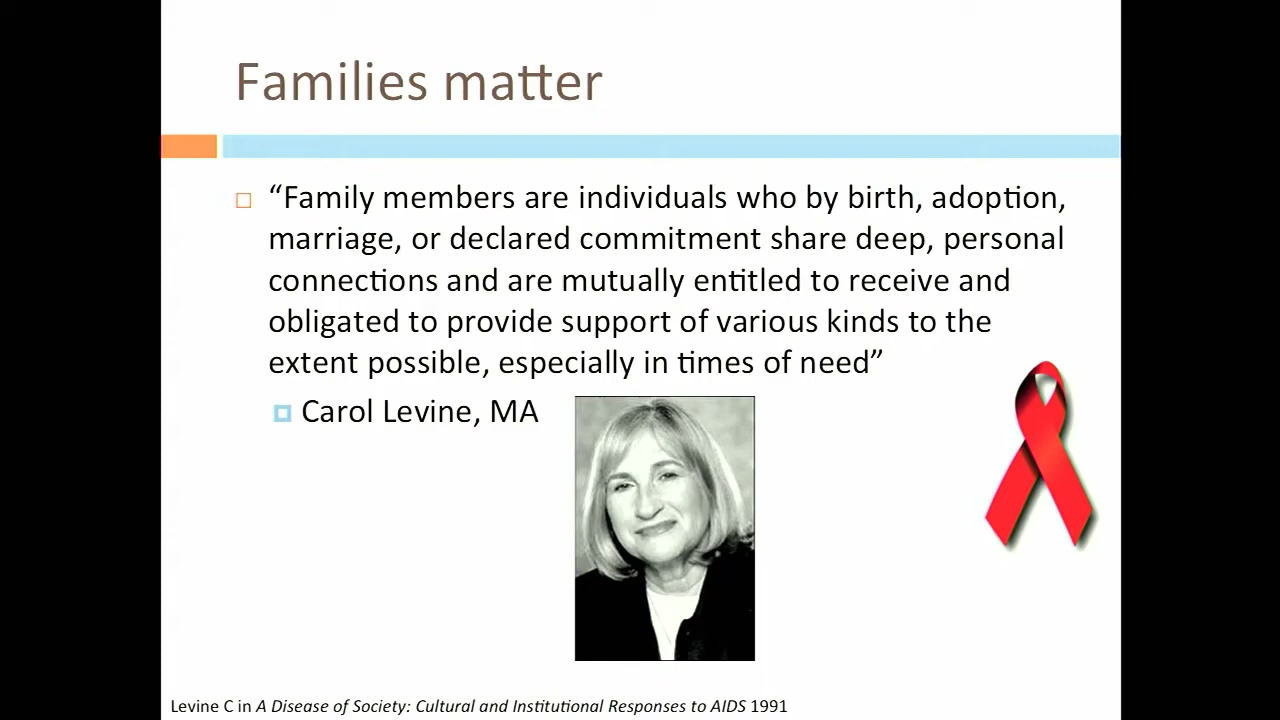 Families matter
“Family members are individuals who by birth, adoption,
marriage, or declared commitment share deep, personal
connections and are mutually entitled to receive and
obligated to provide support of various kinds to the
extent possible, especially in times of need”
Carol Levine, MA
Levine C in A Disease of Society: Cultural and Institutional Responses to AIDS 1991